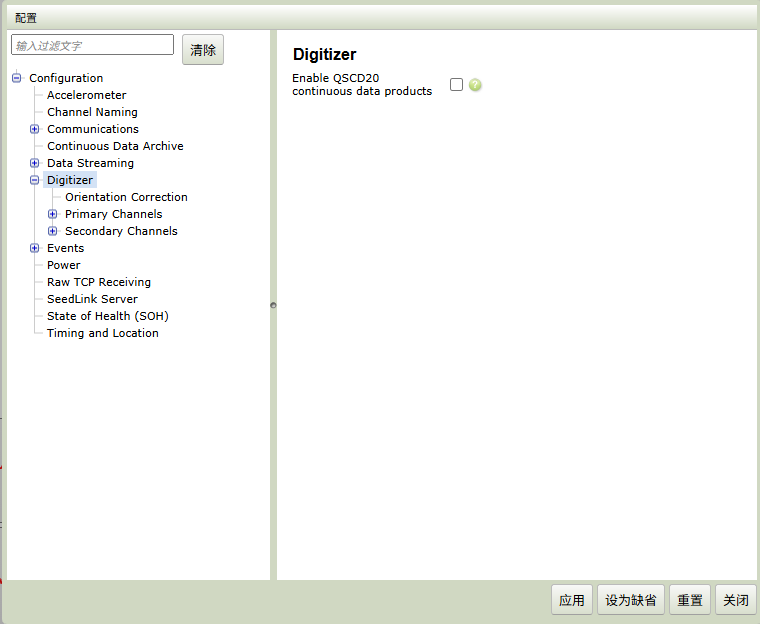 配置
输入过滤文字
清除
Configuration
Accelerometer
Channel Naming
Communications
Continuous Data Archive
Data Streaming
Digitizer
Orientation Correction
Primary Channels
Secondary Channels
Events
Power
Raw TCP Receiving
SeedLink Server
State of Health (SOH)
Timing and Location
Digitizer
Enable QSCD20
continuous data products
?
应用
设为缺省
重置
关闭